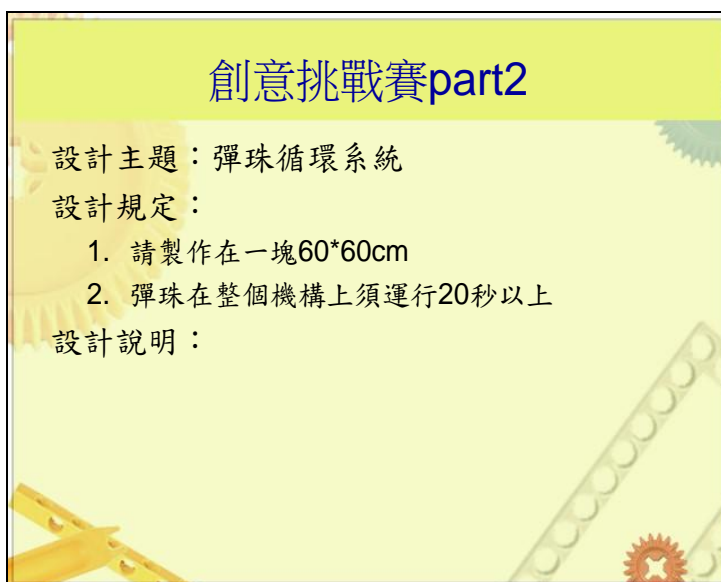 創意挑戰賽part2
設計主題：彈珠循環系統
設計規定：
1. 請製作在一塊60*60cm
2. 彈珠在整個機構上須運行20秒以上
設計說明：